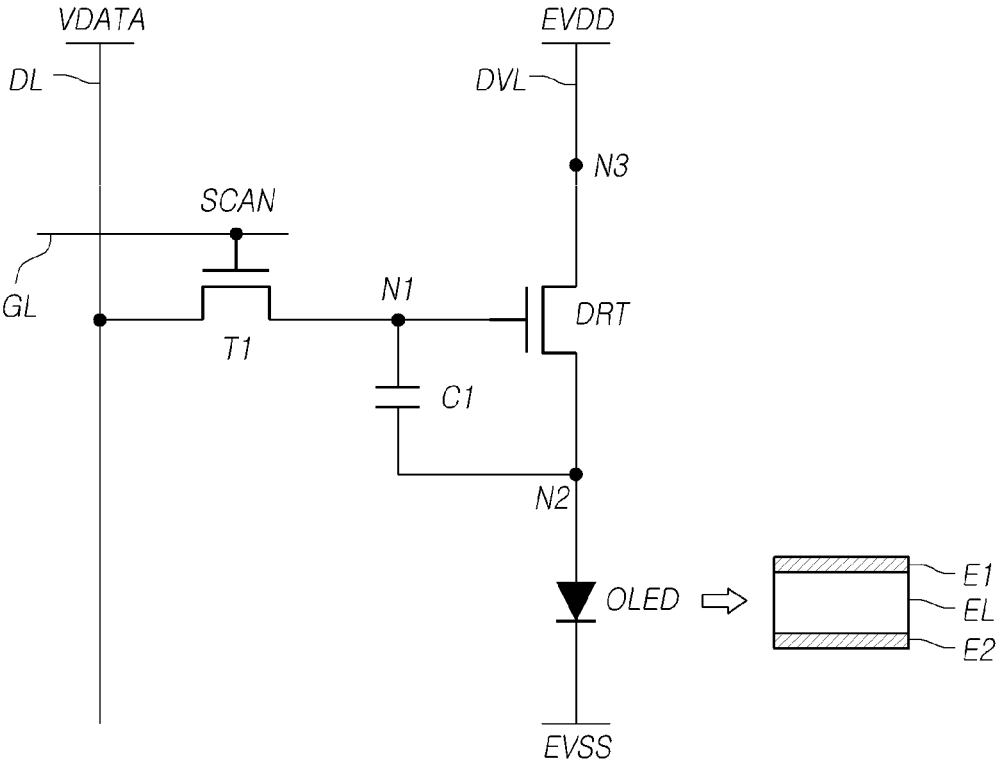 VDATA
EVDD
DL
DVL
N3
SCAN
GL
N1
DRT
T1
C1
N2
OLED
E1
EL
E2
EVSS